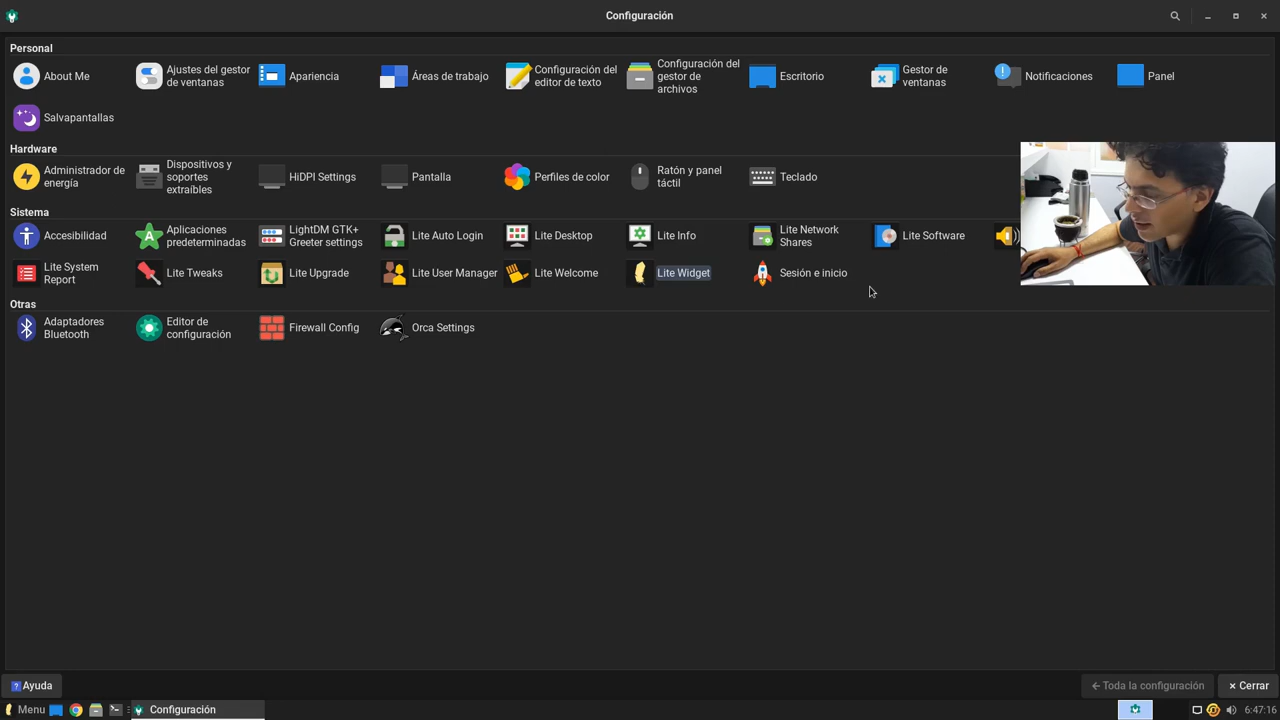 Configuración
Personal
About Me
Ajustes del gestor
de ventanas
Apariencia
Áreas de trabajo
Configuración del
editor de texto
Configuración del
gestor de
archivos
Escritorio
Gestor de
ventanas
Notificaciones
Panel
Salvapantallas
Hardware
Administrador de
energía
Dispositivos y
soportes
extraíbles
HiDPI Settings
Pantalla
Perfiles de color
Ratón y panel
táctil
Teclado
Sistema
Accesibilidad
Aplicaciones
predeterminadas
LightDM GTK+
Greeter settings
Lite Auto Login
Lite Desktop
Lite Info
Lite Network
Shares
Lite Software
Lite System
Report
Lite Tweaks
Lite Upgrade
Lite User Manager
Lite Welcome
Lite Widget
Sesión e inicio
Otras
Adaptadores
Bluetooth
Editor de
configuración
Firewall Config
Orca Settings
Ayuda
Toda la configuración
Cerrar
Menu
Configuración
6:47:16